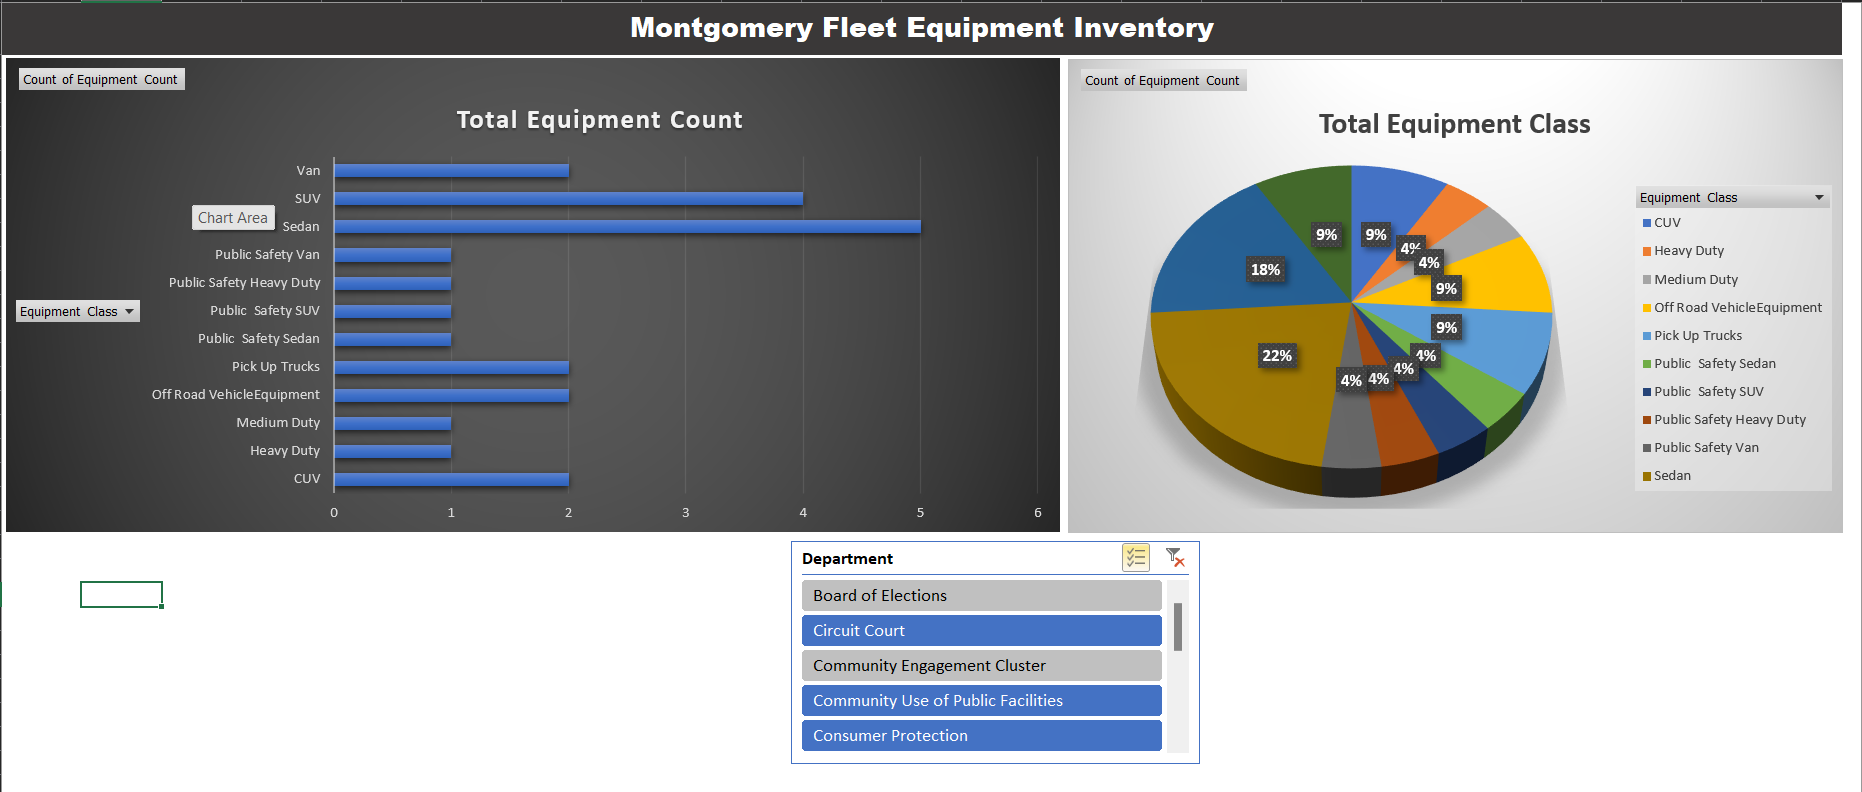 Montgomery Fleet Equipment Inventory
Count of Equipment Count
Total Equipment Count
Van
SUV
Chart Area
Sedan
Public Safety Van
Public Safety Heavy Duty
Equipment Class
Public  Safety SUV
Public  Safety Sedan
Pick Up Trucks
Off Road VehicleEquipment
Medium Duty
Heavy Duty
CUV
0 1 2 3 4 5 6
Count of Equipment Count
Total Equipment Class
9%
9%
4%
4%
9%
9%
4%
4%
4%
4%
22%
18%
Equipment Class
CUV
Heavy Duty
Medium Duty
Off Road VehicleEquipment
Pick Up Trucks
Public  Safety Sedan
Public  Safety SUV
Public Safety Heavy Duty
Public Safety Van
Sedan
Department
Board of Elections
Circuit Court
Community Engagement Cluster
Community Use of Public Facilities
Consumer Protection